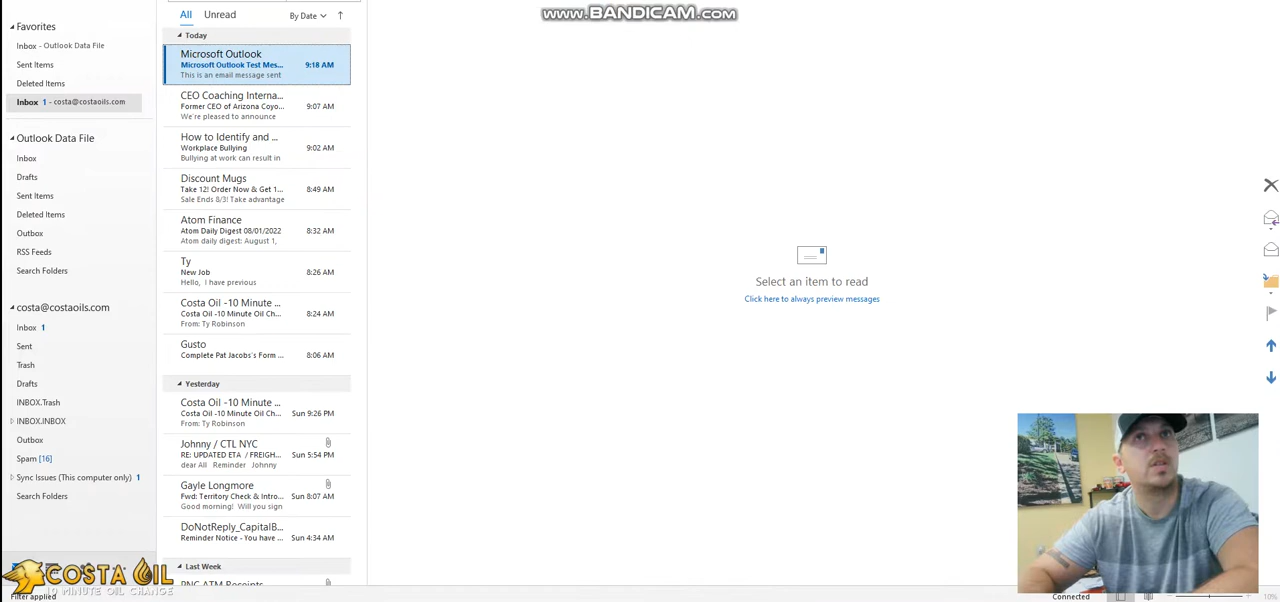 WWW.BANDICAM.COM
Favorites
Inbox - Outlook Data File
Sent Items
Deleted Items
Inbox 1 - costa@costaoils.com
Outlook Data File
Inbox
Drafts
Sent Items
Deleted Items
Outbox
RSS Feeds
Search Folders
costa@costaoils.com
Inbox 1
Sent
Trash
Drafts
INBOX.Trash
INBOX.INBOX
Outbox
Spam [16]
Sync Issues (This computer only) 1
Search Folders
COSTA OIL
10 MINUTE OIL CHANGE
Filter applied
All Unread By Date
Today
Microsoft Outlook
Microsoft Outlook Test Mes... 9:18 AM
This is an email message sent
CEO Coaching Interna...
Former CEO of Arizona Coyo... 9:07 AM
We're pleased to announce
How to Identify and ...
Workplace Bullying 9:02 AM
Bullying at work can result in
Discount Mugs
Take 12! Order Now & Get 1... 8:49 AM
Sale Ends 8/3! Take advantage
Atom Finance
Atom Daily Digest 08/01/2022 8:32 AM
Atom daily digest: August 1,
Ty
New Job 8:26 AM
Hello, I have previous
Costa Oil -10 Minute ...
Costa Oil -10 Minute Oil Ch... 8:24 AM
From: Ty Robinson
Gusto
Complete Pat Jacobs's Form ... 8:06 AM
Yesterday
Costa Oil -10 Minute ...
Costa Oil -10 Minute Oil Ch... Sun 9:26 PM
From: Ty Robinson
Johnny / CTL NYC
RE: UPDATED ETA / FREIGH... Sun 5:54 PM
dear All Reminder Johnny
Gayle Longmore
Fwd: Territory Check & Intro... Sun 8:07 AM
Good morning! Will you sign
DoNotReply_CapitalB...
Reminder Notice - You have ... Sun 4:34 AM
Last Week
PNC ATM Receipts
Select an item to read
Click here to always preview messages
Connected
10%